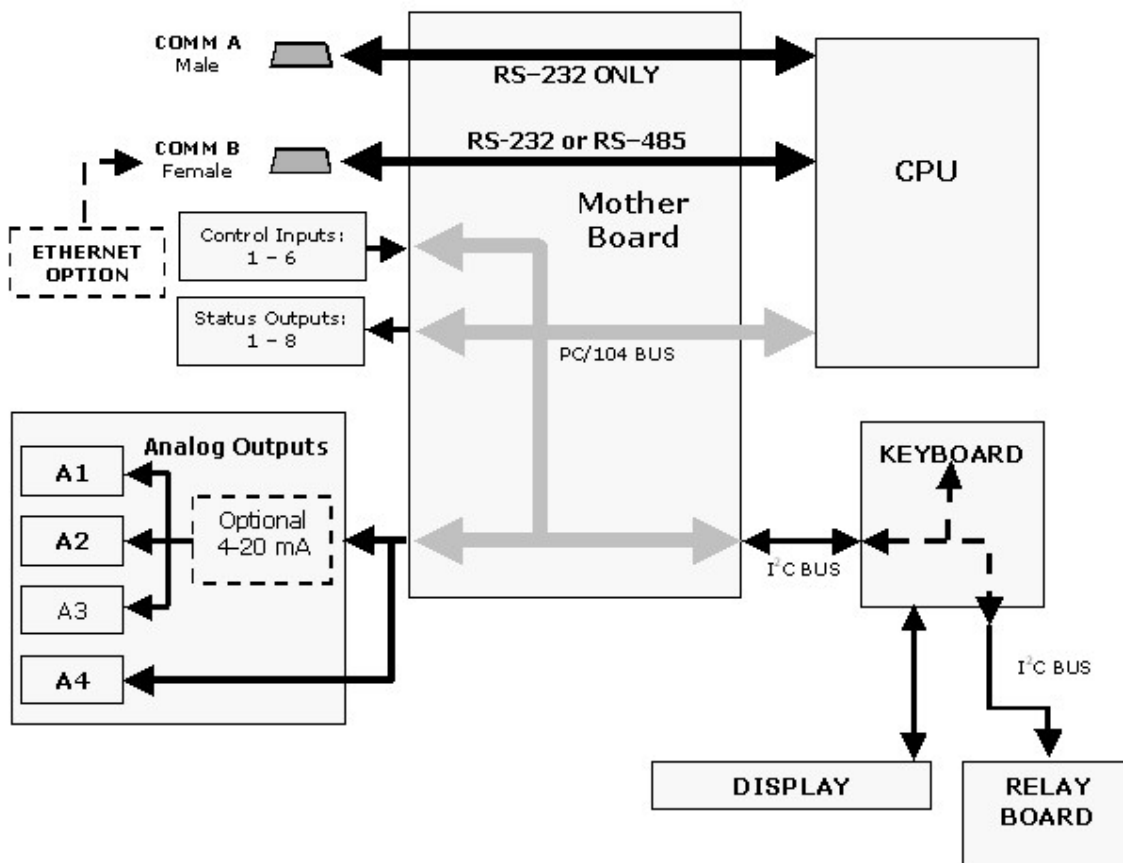 COMM A
Male
RS-232 ONLY
COMM B
Female
RS-232 or RS-485
CPU
Mother
Board
ETHERNET
OPTION
Control Inputs:
1 – 6
Status Outputs:
1 – 8
PC/104 BUS
Analog Outputs
A1
A2
A3
A4
Optional
4-20 mA
KEYBOARD
I²C BUS
I²C BUS
DISPLAY
RELAY
BOARD